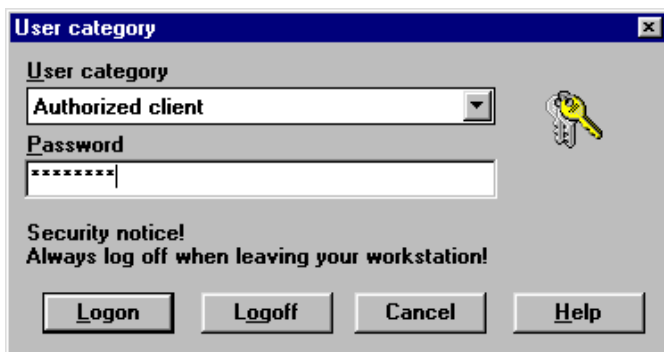 User category
User category
Authorized client
Password
********
Security notice!
Always log off when leaving your workstation!
Logon Logoff Cancel Help